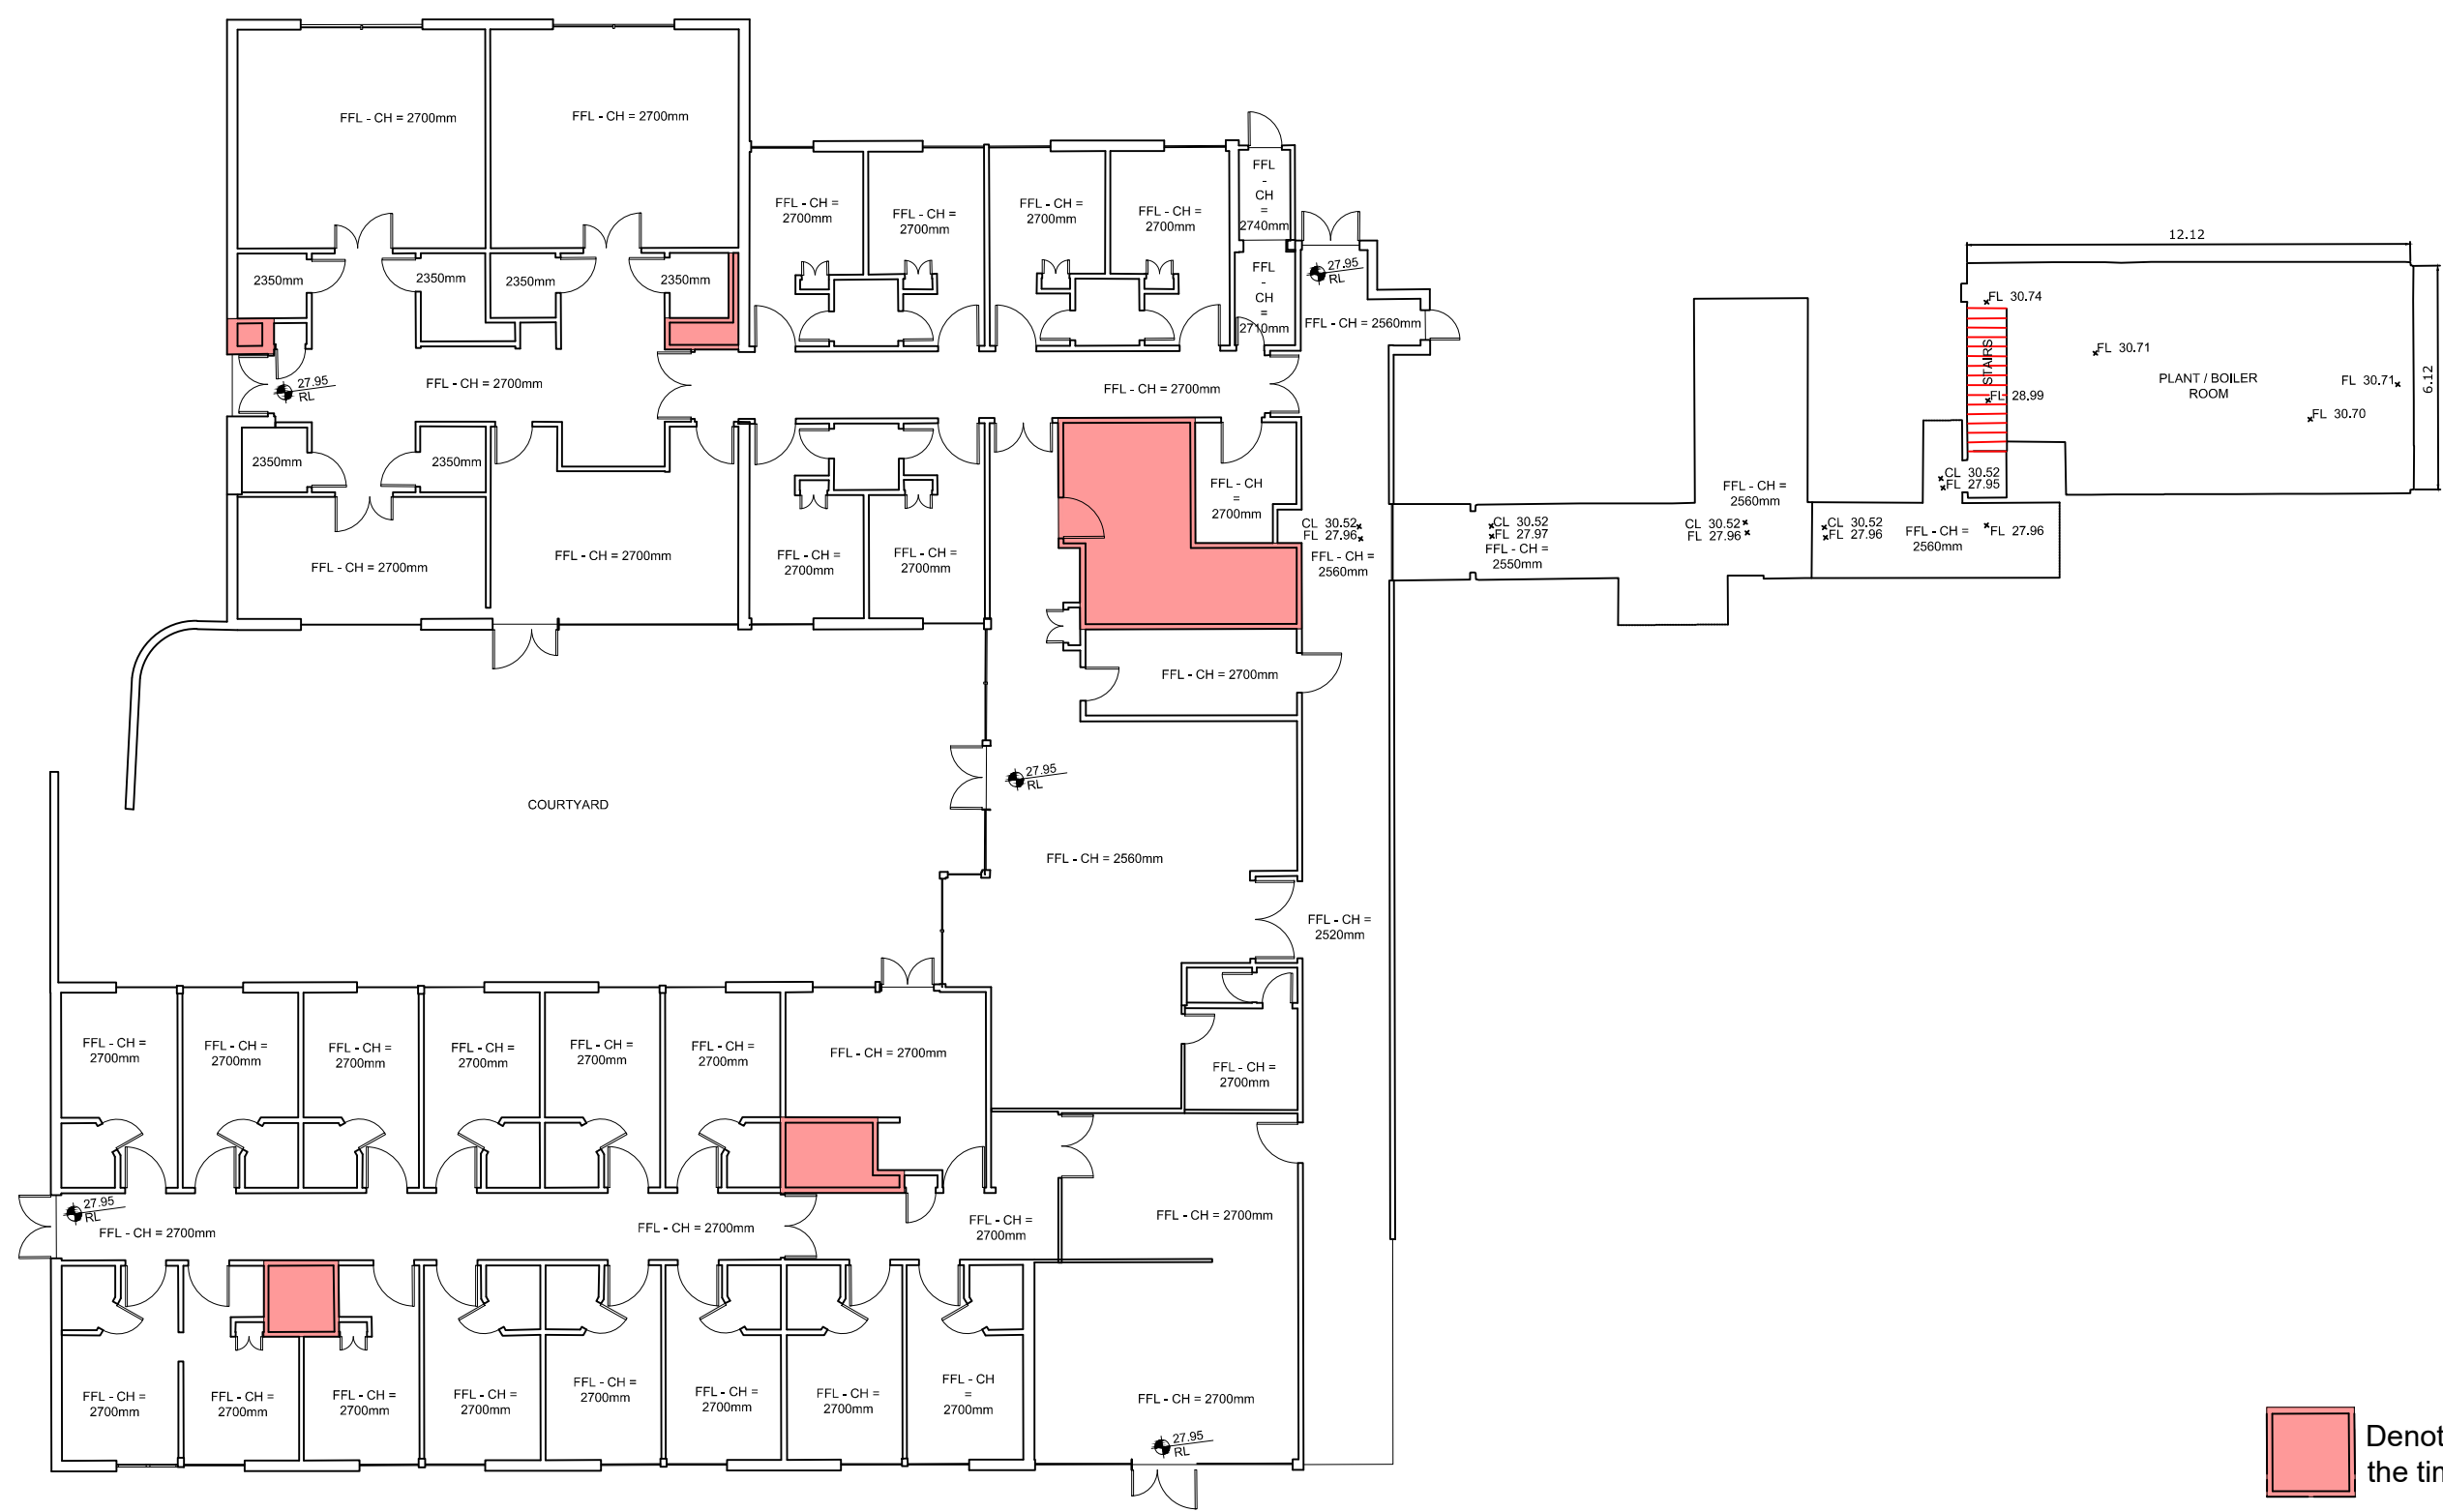 FFL - CH = 2700mm
FFL - CH = 2700mm
FFL - CH =
2700mm
FFL - CH =
2700mm
FFL - CH =
2700mm
FFL - CH =
2700mm
FFL
-
CH
=
2740mm
FFL
-
CH
=
2710mm
27.95
RL
FFL - CH = 2560mm
12.12
6.12
2350mm
2350mm
2350mm
2350mm
FL 30.74
FL 30.71
STAIRS
PLANT / BOILER
ROOM
FL 30.71
FL 28.99
FL 30.70
27.95
RL
FFL - CH = 2700mm
FFL - CH = 2700mm
2350mm
2350mm
FFL - CH
=
2700mm
FFL - CH = 2700mm
FFL - CH = 2700mm
FFL - CH =
2700mm
FFL - CH =
2700mm
CL 30.52
FL 27.96
FFL - CH =
2560mm
CL 30.52
FL 27.97
FFL - CH =
2550mm
FFL - CH =
2560mm
CL 30.52
FL 27.96
CL 30.52
FL 27.96
CL 30.52
FL 27.95
FFL - CH =
2560mm
FL 27.96
FFL - CH = 2700mm
27.95
RL
COURTYARD
FFL - CH = 2560mm
FFL - CH =
2520mm
FFL - CH =
2700mm
FFL - CH =
2700mm
FFL - CH =
2700mm
FFL - CH =
2700mm
FFL - CH =
2700mm
FFL - CH =
2700mm
FFL - CH = 2700mm
FFL - CH =
2700mm
27.95
RL
FFL - CH = 2700mm
FFL - CH = 2700mm
FFL - CH =
2700mm
FFL - CH = 2700mm
FFL - CH =
2700mm
FFL - CH =
2700mm
FFL - CH =
2700mm
FFL - CH =
2700mm
FFL - CH =
2700mm
FFL - CH =
2700mm
FFL - CH =
2700mm
FFL - CH
=
2700mm
FFL - CH = 2700mm
27.95
RL
Denot
the tin